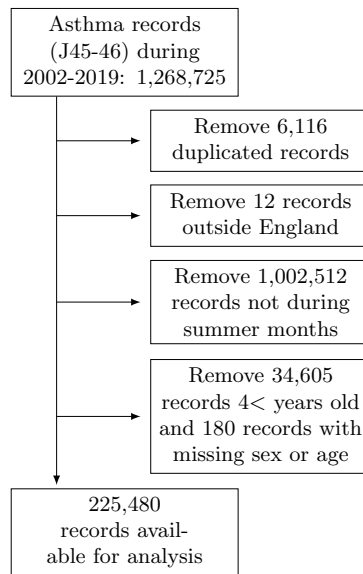 Asthma records
(J45-46) during
2002-2019: 1,268,725
Remove 6,116
duplicated records
Remove 12 records
outside England
Remove 1,002,512
records not during
summer months
Remove 34,605
records 4< years old
and 180 records with
missing sex or age
225,480
records avail-
able for analysis